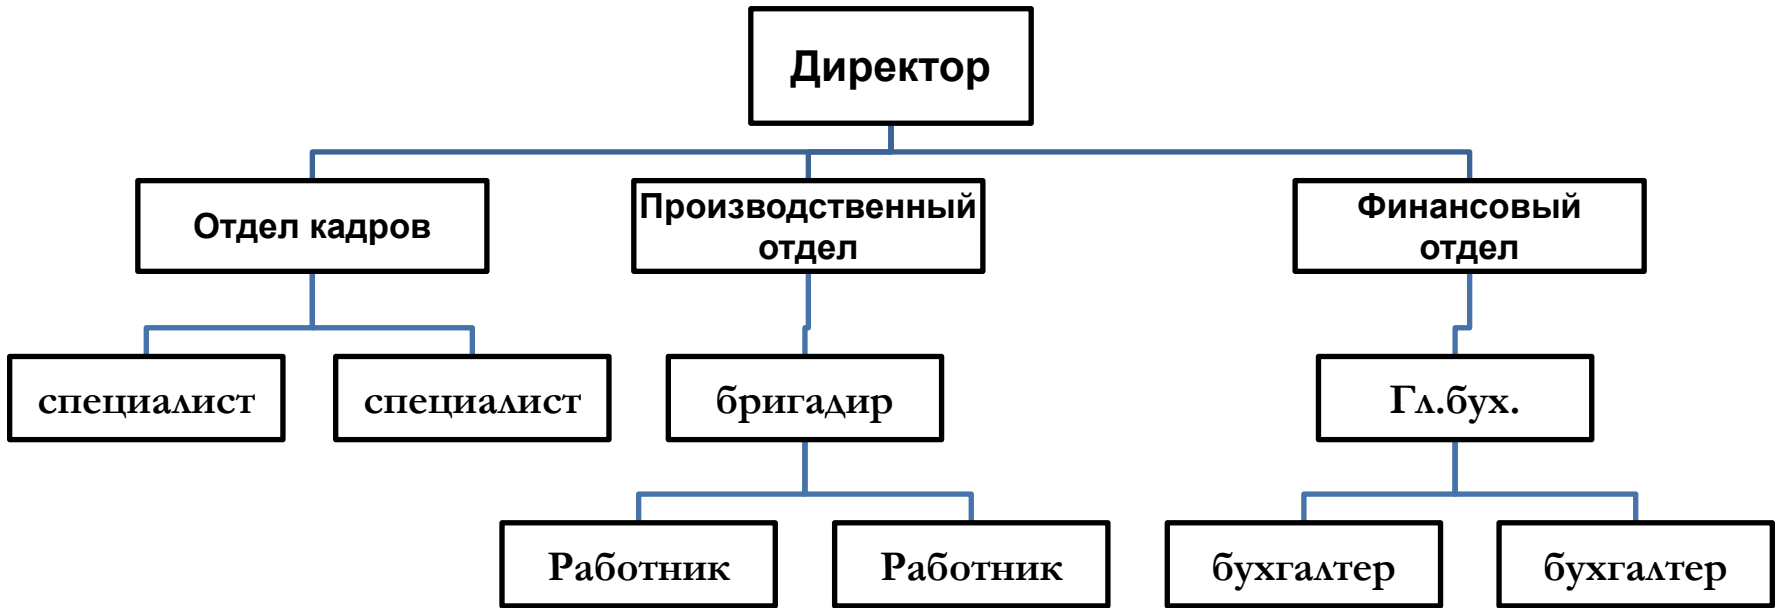 Директор
Отдел кадров
Производственный
отдел
Финансовый
отдел
специалист
специалист
бригадир
Гл.бух.
Работник
Работник
бухгалтер
бухгалтер